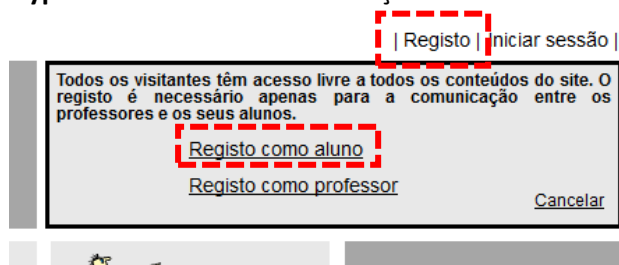 | Registo | Iniciar sessão |
Todos os visitantes têm acesso livre a todos os conteúdos do site. O
registo é necessário apenas para a comunicação entre os
professores e os seus alunos.
Registo como aluno
Registo como professor
Cancelar